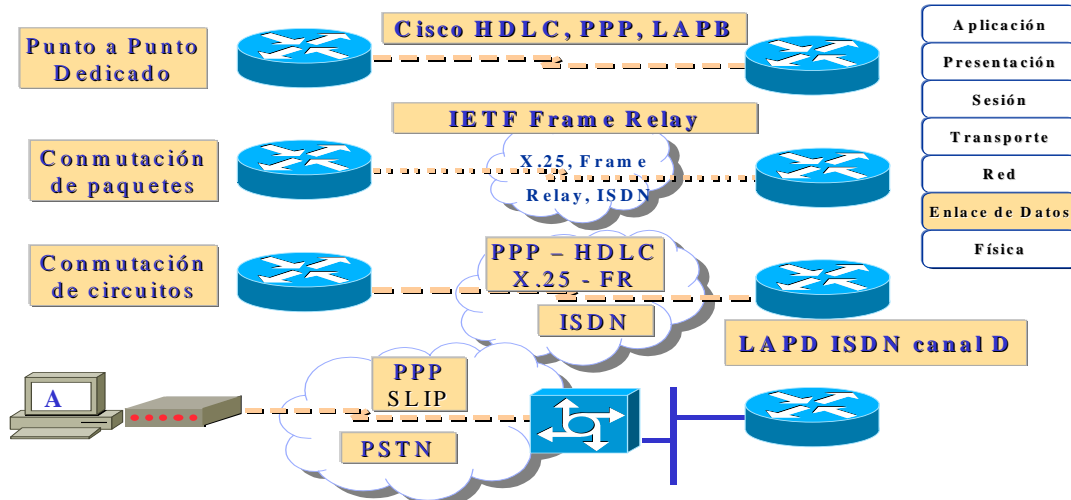 Punto a Punto
Dedicado
Cisco HDLC, PPP, LAPB
IETF Frame Relay
Conmutación
de paquetes
X.25, Frame
Relay, ISDN
Conmutación
de circuitos
PPP – HDLC
X.25 - FR
ISDN
LAPD ISDN canal D
A
PPP
SLIP
PSTN
Aplicación
Presentación
Sesión
Transporte
Red
Enlace de Datos
Física